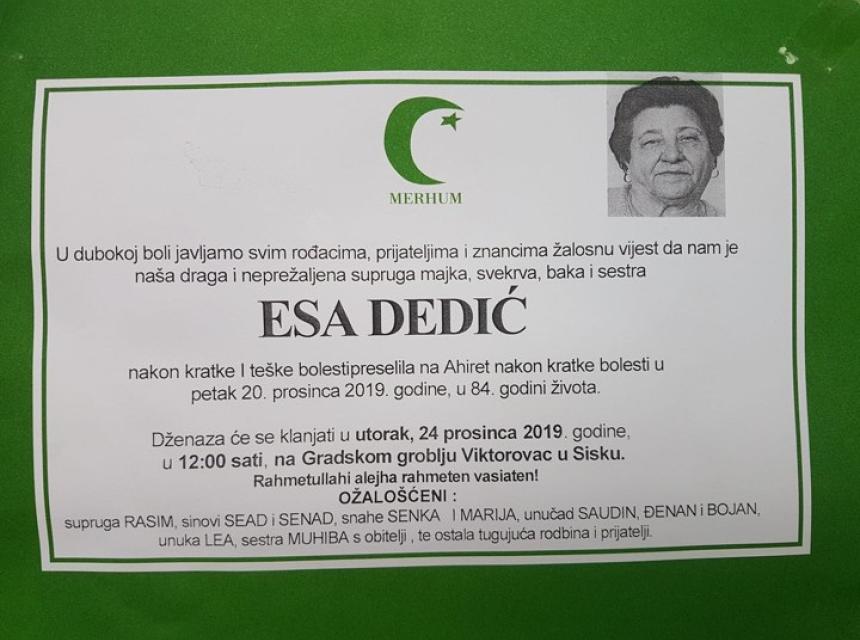 MERHUM
U dubokoj boli javljamo svim rođacima, prijateljima i znancima žalosnu vijest da nam je
naša draga i neprežaljena supruga majka, svekrva, baka i sestra
ESA DEDIĆ
nakon kratke I teške bolestipreselila na Ahiret nakon kratke bolesti u
petak 20. prosinca 2019. godine, u 84. godini života.
Dženaza će se klanjati u utorak, 24 prosinca 2019. godine,
u 12:00 sati, na Gradskom groblju Viktorovac u Sisku.
Rahmetullahi alejha rahmeten vasiaten!
OŽALOŠĆENI :
supruga RASIM, sinovi SEAD i SENAD, snahe SENKA I MARIJA, unučad SAUDIN, ĐENAN i BOJAN,
unuka LEA, sestra MUHIBA s obitelji , te ostala tugujuća rodbina i prijatelji.